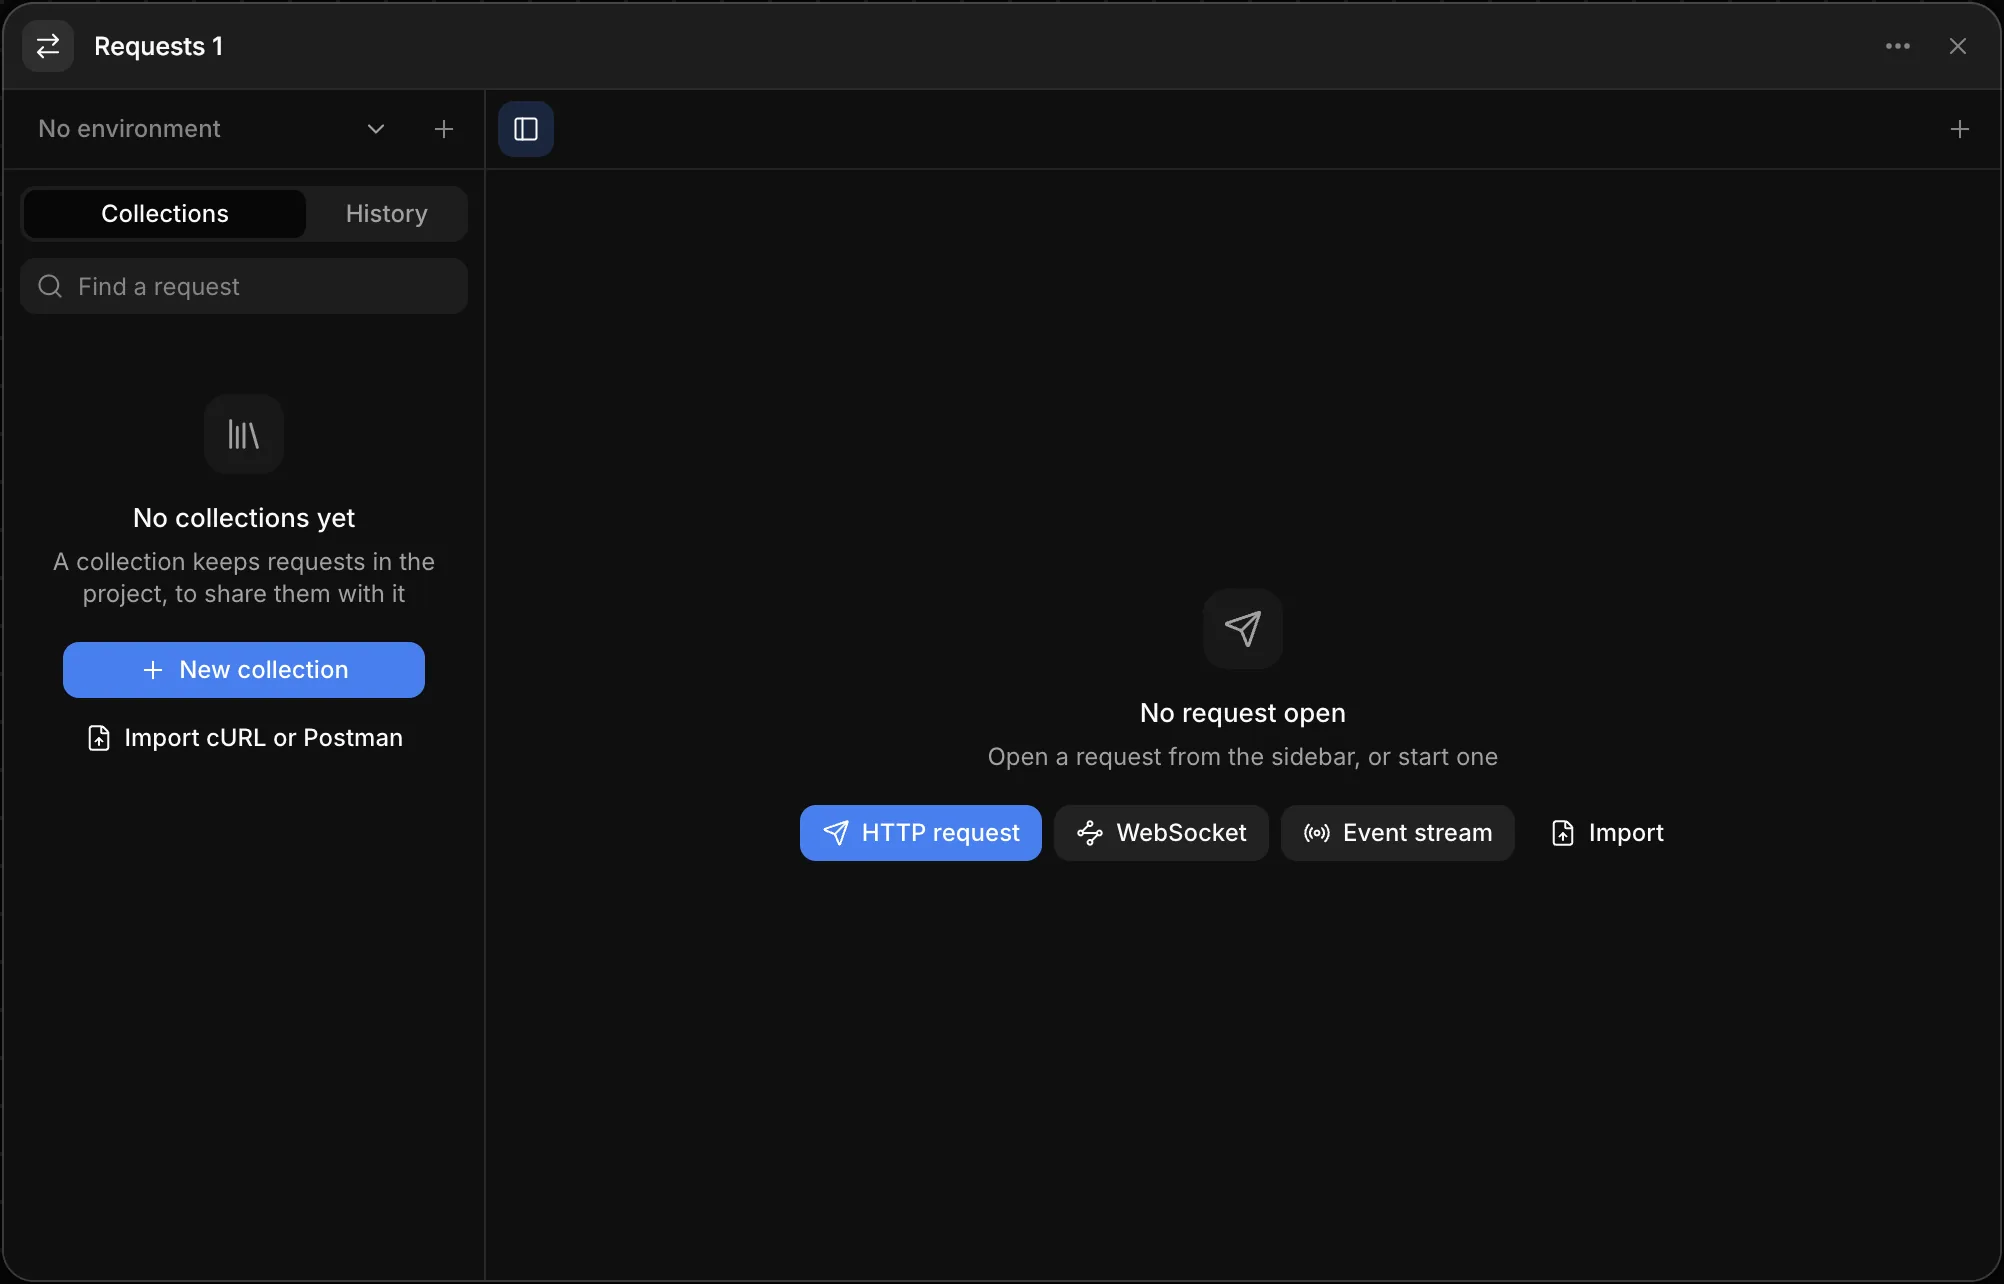 Requests 1
No environment
Collections
History
Find a request
No collections yet
A collection keeps requests in the
project, to share them with it
New collection
Import cURL or Postman
No request open
Open a request from the sidebar, or start one
HTTP request
WebSocket
Event stream
Import